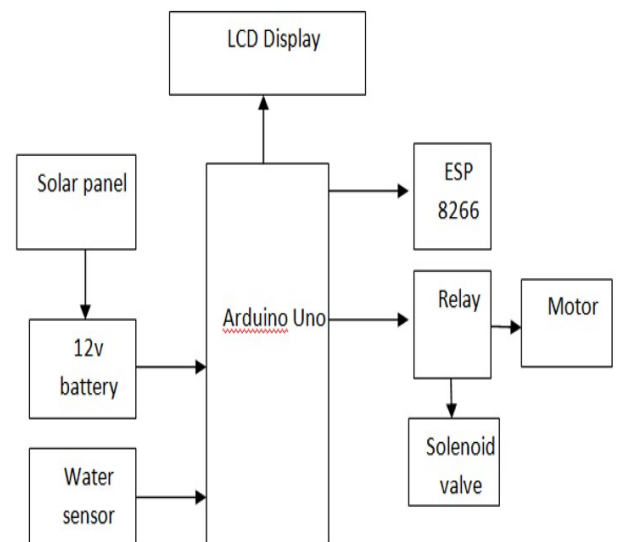 LCD Display
Solar panel
ESP
8266
Arduino Uno
Relay
Motor
12v
battery
Solenoid
valve
Water
sensor